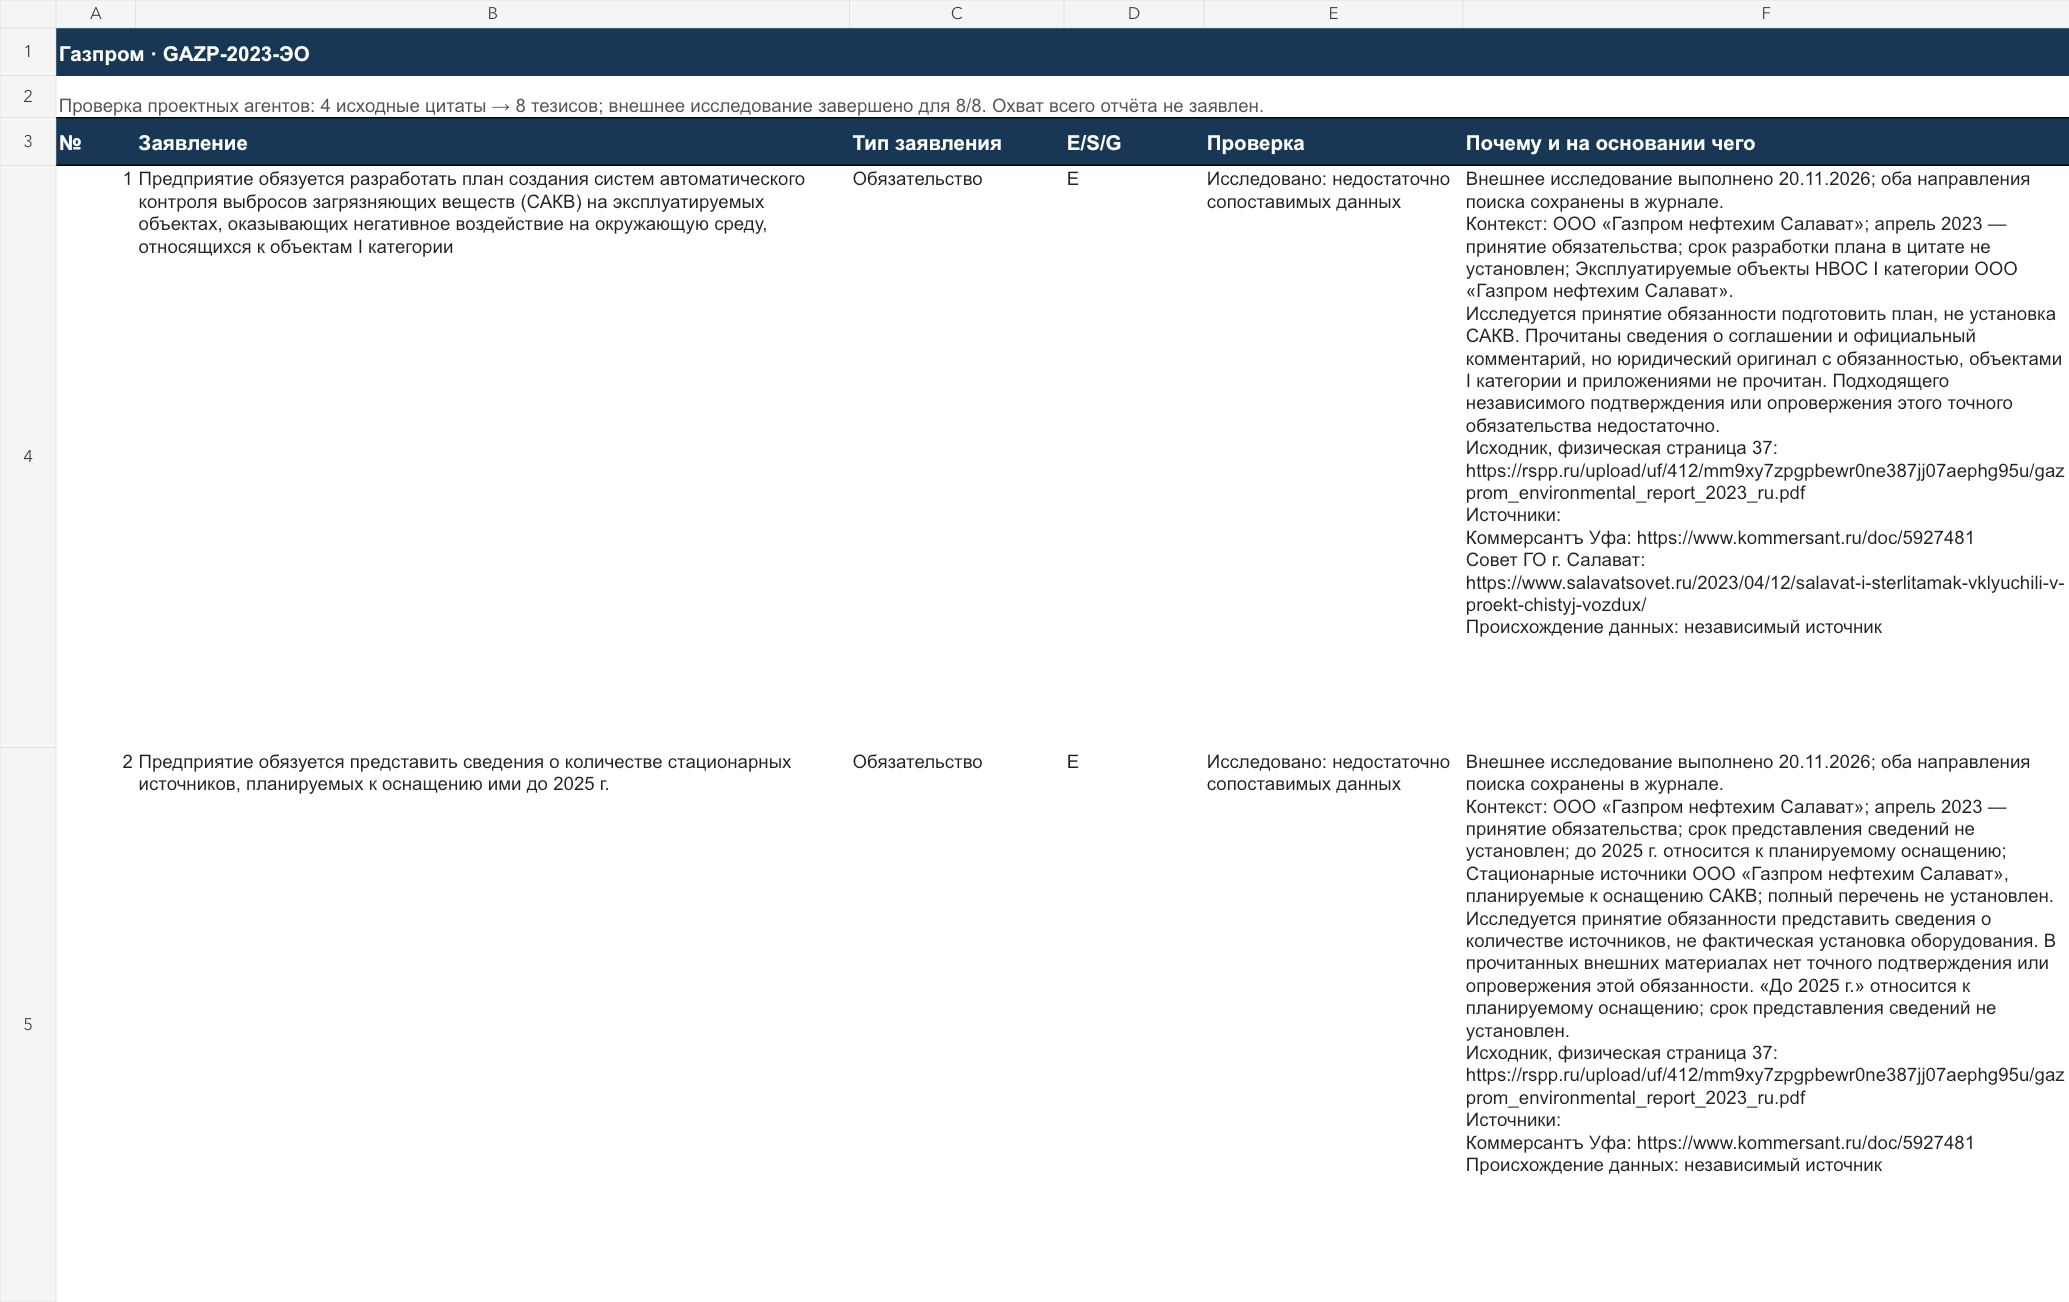 A B C D E F
1 Газпром · GAZP-2023-ЭО
2 Проверка проектных агентов: 4 исходные цитаты → 8 тезисов; внешнее исследование завершено для 8/8. Охват всего отчёта не заявлен.
3 № Заявление Тип заявления E/S/G Проверка Почему и на основании чего
4
1 Предприятие обязуется разработать план создания систем автоматического
контроля выбросов загрязняющих веществ (САКВ) на эксплуатируемых
объектах, оказывающих негативное воздействие на окружающую среду,
относящихся к объектам I категории
Обязательство
E
Исследовано: недостаточно
сопоставимых данных
Внешнее исследование выполнено 20.11.2026; оба направления
поиска сохранены в журнале.
Контекст: ООО «Газпром нефтехим Салават»; апрель 2023 —
принятие обязательства; срок разработки плана в цитате не
установлен; Эксплуатируемые объекты НВОС I категории ООО
«Газпром нефтехим Салават».
Исследуется принятие обязанности подготовить план, не установка
САКВ. Прочитаны сведения о соглашении и официальный
комментарий, но юридический оригинал с обязанностью, объектами
I категории и приложениями не прочитан. Подходящего
независимого подтверждения или опровержения этого точного
обязательства недостаточно.
Исходник, физическая страница 37:
https://rspp.ru/upload/uf/412/mm9xy7zpgpbewr0ne387jj07aephg95u/gaz
prom_environmental_report_2023_ru.pdf
Источники:
Коммерсантъ Уфа: https://www.kommersant.ru/doc/5927481
Совет ГО г. Салават:
https://www.salavatsovet.ru/2023/04/12/salavat-i-sterlitamak-vklyuchili-v-
proekt-chistyj-vozdux/
Происхождение данных: независимый источник
5
2 Предприятие обязуется представить сведения о количестве стационарных
источников, планируемых к оснащению ими до 2025 г.
Обязательство
E
Исследовано: недостаточно
сопоставимых данных
Внешнее исследование выполнено 20.11.2026; оба направления
поиска сохранены в журнале.
Контекст: ООО «Газпром нефтехим Салават»; апрель 2023 —
принятие обязательства; срок представления сведений не
установлен; до 2025 г. относится к планируемому оснащению;
Стационарные источники ООО «Газпром нефтехим Салават»,
планируемые к оснащению САКВ; полный перечень не установлен.
Исследуется принятие обязанности представить сведения о
количестве источников, не фактическая установка оборудования. В
прочитанных внешних материалах нет точного подтверждения или
опровержения этой обязанности. «До 2025 г.» относится к
планируемому оснащению; срок представления сведений не
установлен.
Исходник, физическая страница 37:
https://rspp.ru/upload/uf/412/mm9xy7zpgpbewr0ne387jj07aephg95u/gaz
prom_environmental_report_2023_ru.pdf
Источники:
Коммерсантъ Уфа: https://www.kommersant.ru/doc/5927481
Происхождение данных: независимый источник